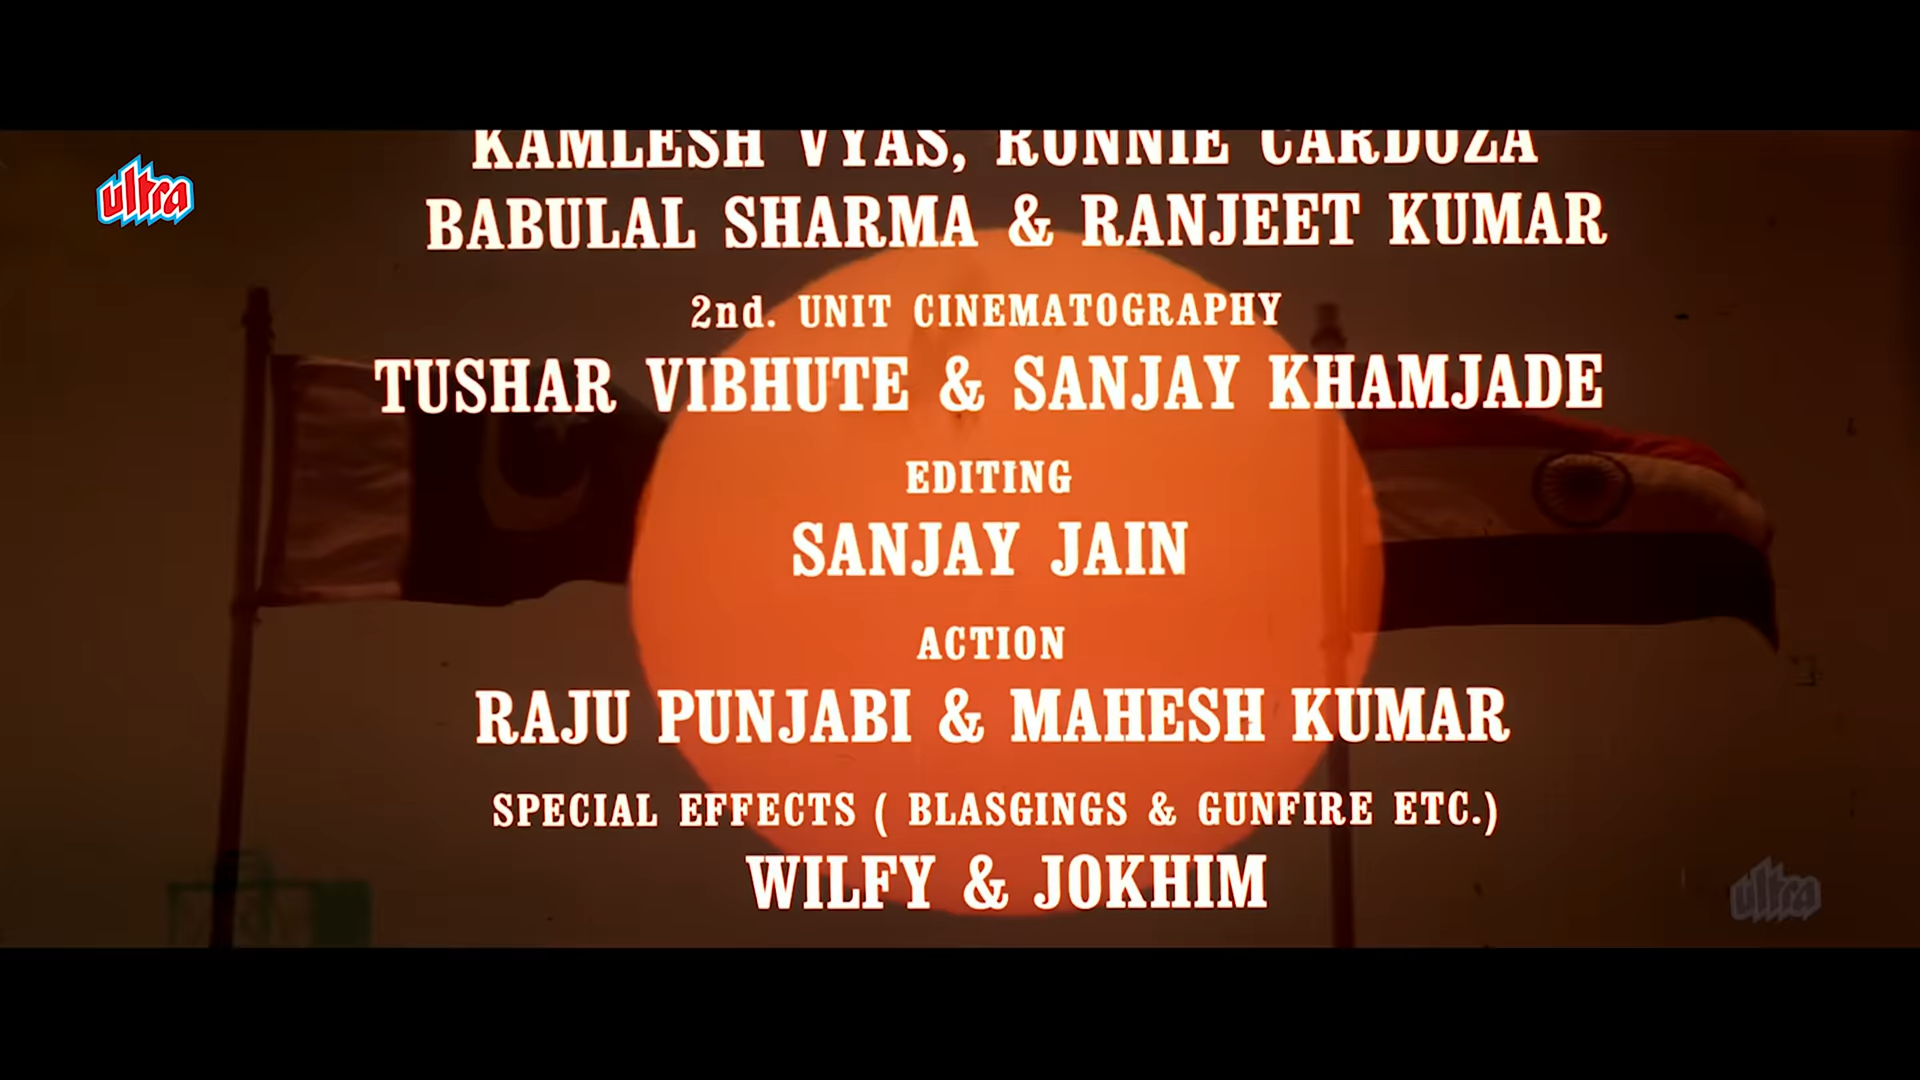 KAMLESH VYAS, RONNIE CARDOZA
ultra
BABULAL SHARMA & RANJEET KUMAR
2nd. UNIT CINEMATOGRAPHY
TUSHAR VIBHUTE & SANJAY KHAMJADE
EDITING
SANJAY JAIN
ACTION
RAJU PUNJABI & MAHESH KUMAR
SPECIAL EFFECTS ( BLASGINGS & GUNFIRE ETC.)
WILFY & JOKHIM
ultra